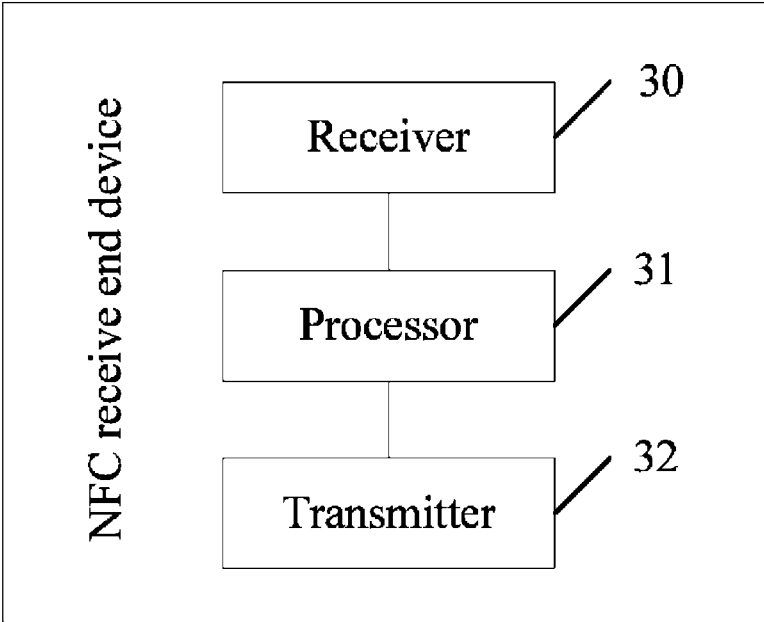 NFC receive end device
Receiver
30
Processor
31
Transmitter
32